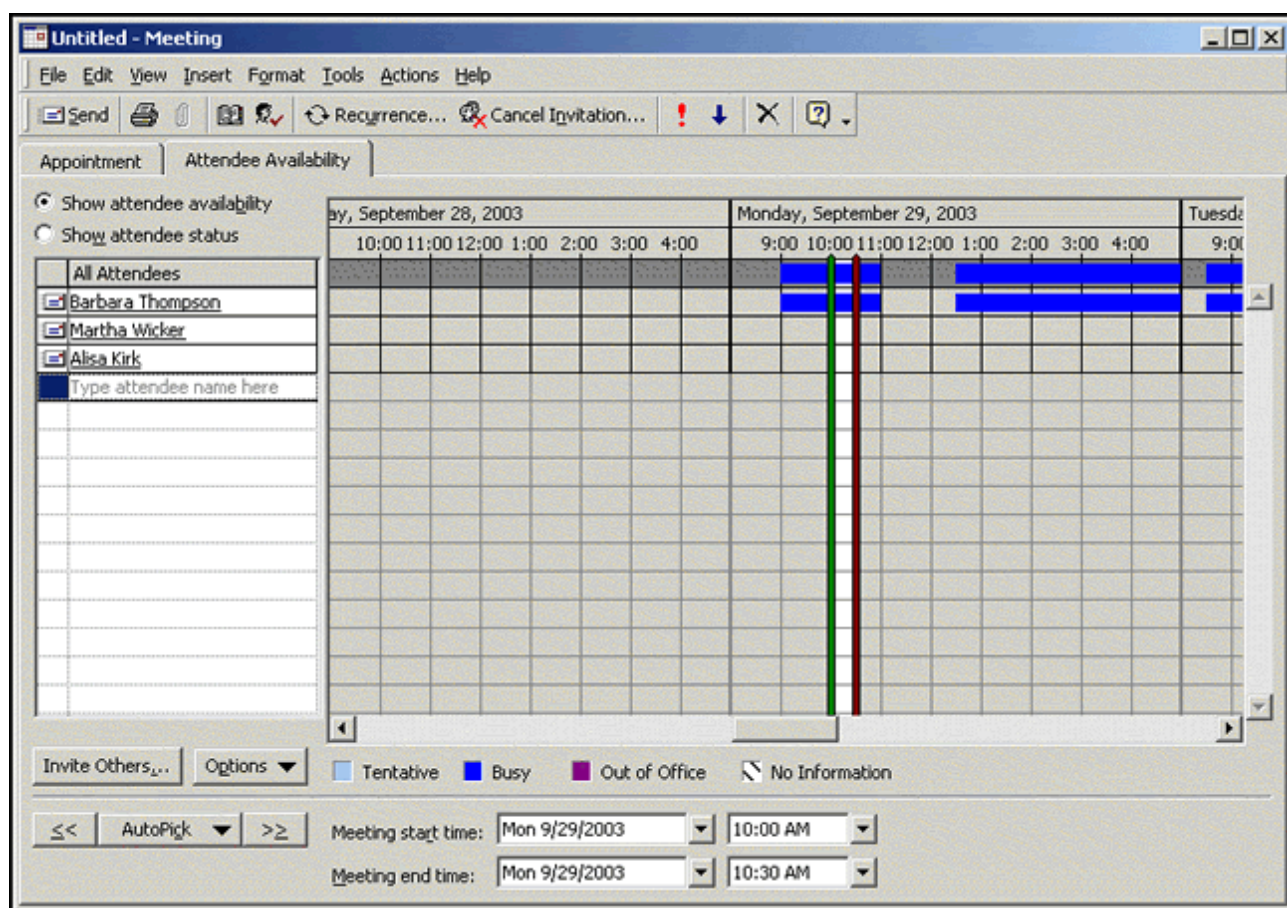 Untitled - Meeting
File Edit View Insert Format Tools Actions Help
Send Recurrence... Cancel Invitation...
Appointment Attendee Availability
Show attendee availability
Show attendee status
ay, September 28, 2003 Monday, September 29, 2003 Tuesda
10:00 11:00 12:00 1:00 2:00 3:00 4:00 9:00 10:00 11:00 12:00 1:00 2:00 3:00 4:00 9:00
All Attendees
Barbara Thompson
Martha Wicker
Alisa Kirk
Type attendee name here
Invite Others... Options
Tentative Busy Out of Office No Information
<< AutoPick >>
Meeting start time: Mon 9/29/2003 10:00 AM
Meeting end time: Mon 9/29/2003 10:30 AM